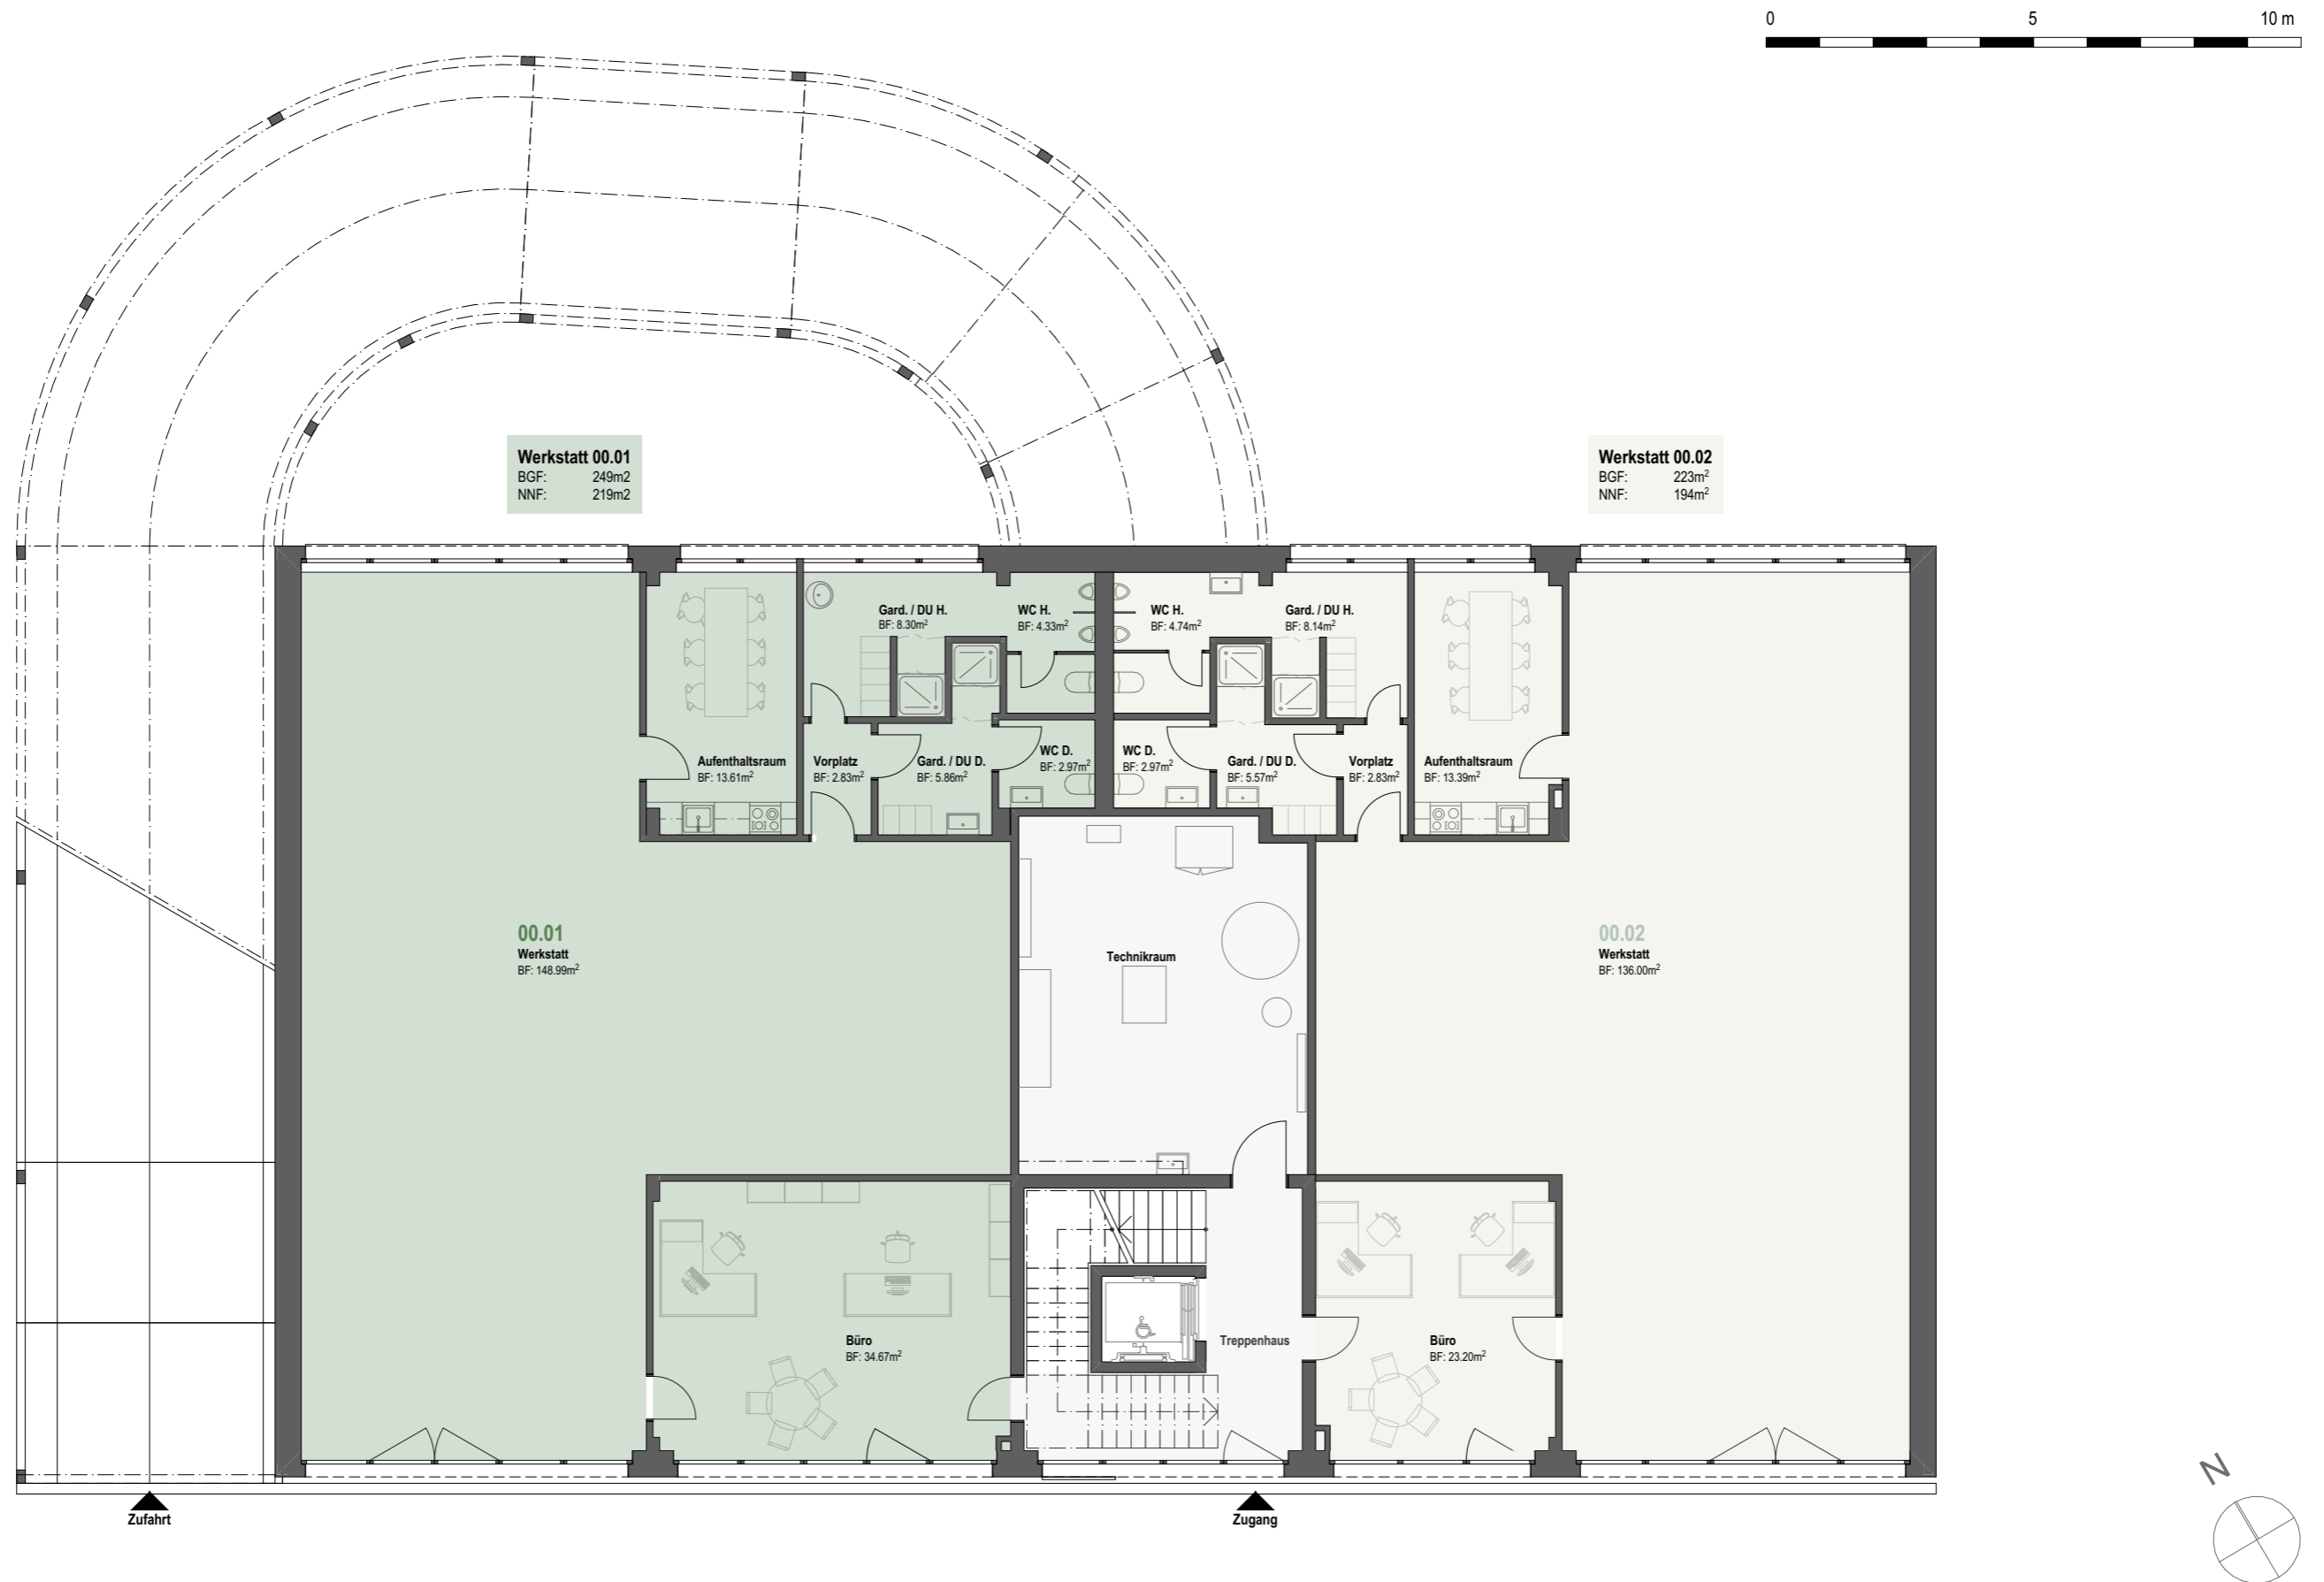 0 5 10 m
Werkstatt 00.01
BGF: 249m2
NNF: 219m2
Werkstatt 00.02
BGF: 223m²
NNF: 194m²
Gard. / DU H.
BF: 8.30m²
WC H.
BF: 4.33m²
WC H.
BF: 4.74m²
Gard. / DU H.
BF: 8.14m²
Aufenthaltsraum
BF: 13.61m²
Vorplatz
BF: 2.83m²
Gard. / DU D.
BF: 5.86m²
WC D.
BF: 2.97m²
WC D.
BF: 2.97m²
Gard. / DU D.
BF: 5.57m²
Vorplatz
BF: 2.83m²
Aufenthaltsraum
BF: 13.39m²
00.01
Werkstatt
BF: 148.99m²
Technikraum
00.02
Werkstatt
BF: 136.00m²
Büro
BF: 34.67m²
Treppenhaus
Büro
BF: 23.20m²
Zufahrt
Zugang
N